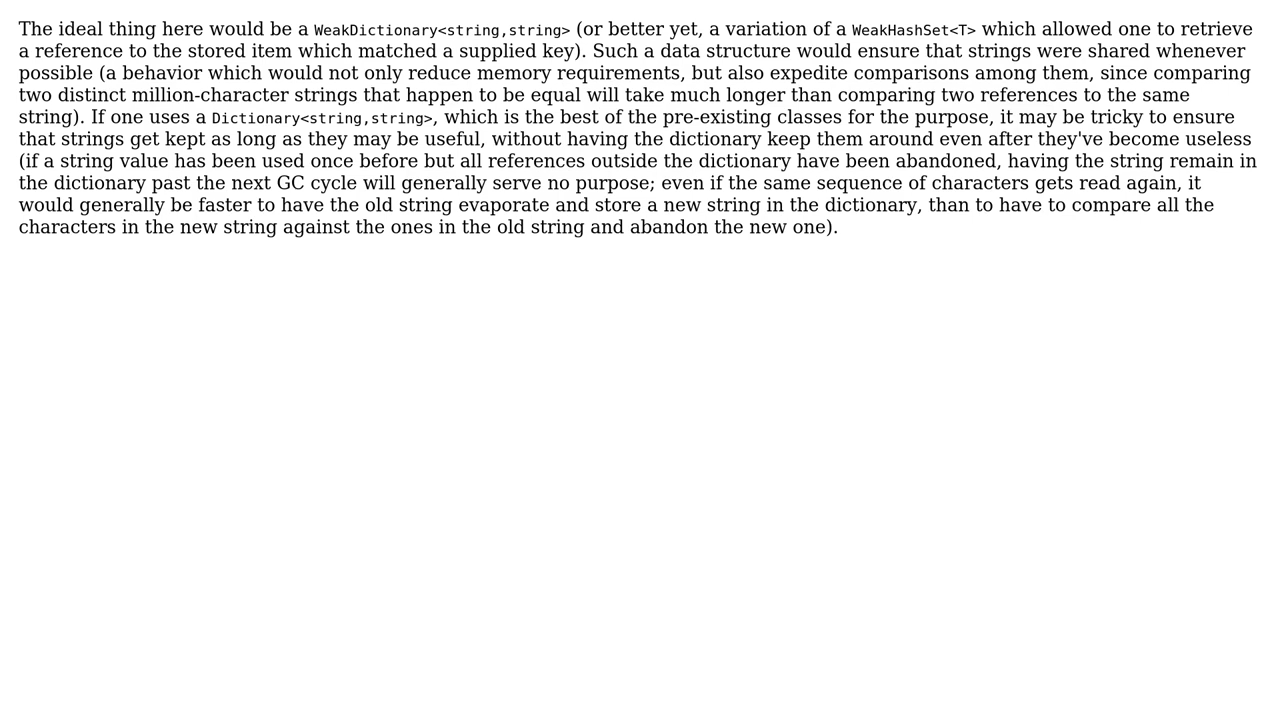 The ideal thing here would be a WeakDictionary<string,string> (or better yet, a variation of a WeakHashSet<T> which allowed one to retrieve
a reference to the stored item which matched a supplied key). Such a data structure would ensure that strings were shared whenever
possible (a behavior which would not only reduce memory requirements, but also expedite comparisons among them, since comparing
two distinct million-character strings that happen to be equal will take much longer than comparing two references to the same
string). If one uses a Dictionary<string,string>, which is the best of the pre-existing classes for the purpose, it may be tricky to ensure
that strings get kept as long as they may be useful, without having the dictionary keep them around even after they've become useless
(if a string value has been used once before but all references outside the dictionary have been abandoned, having the string remain in
the dictionary past the next GC cycle will generally serve no purpose; even if the same sequence of characters gets read again, it
would generally be faster to have the old string evaporate and store a new string in the dictionary, than to have to compare all the
characters in the new string against the ones in the old string and abandon the new one).